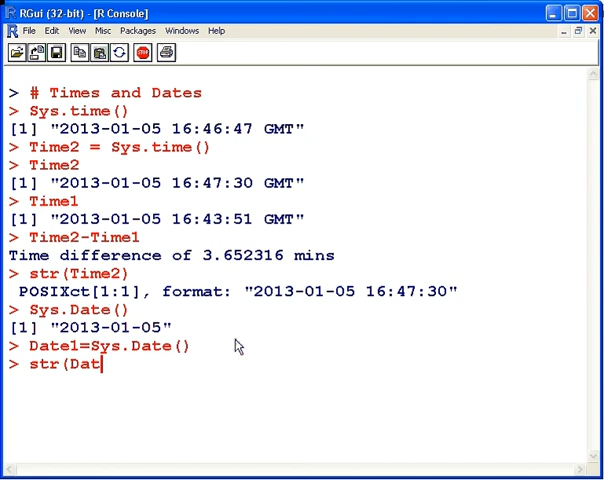 RGui (32-bit) - [R Console]
File Edit View Misc Packages Windows Help
> # Times and Dates
> Sys.time()
[1] "2013-01-05 16:46:47 GMT"
> Time2 = Sys.time()
> Time2
[1] "2013-01-05 16:47:30 GMT"
> Time1
[1] "2013-01-05 16:43:51 GMT"
> Time2-Time1
Time difference of 3.652316 mins
> str(Time2)
 POSIXct[1:1], format: "2013-01-05 16:47:30"
> Sys.Date()
[1] "2013-01-05"
> Date1=Sys.Date()
> str(Dat